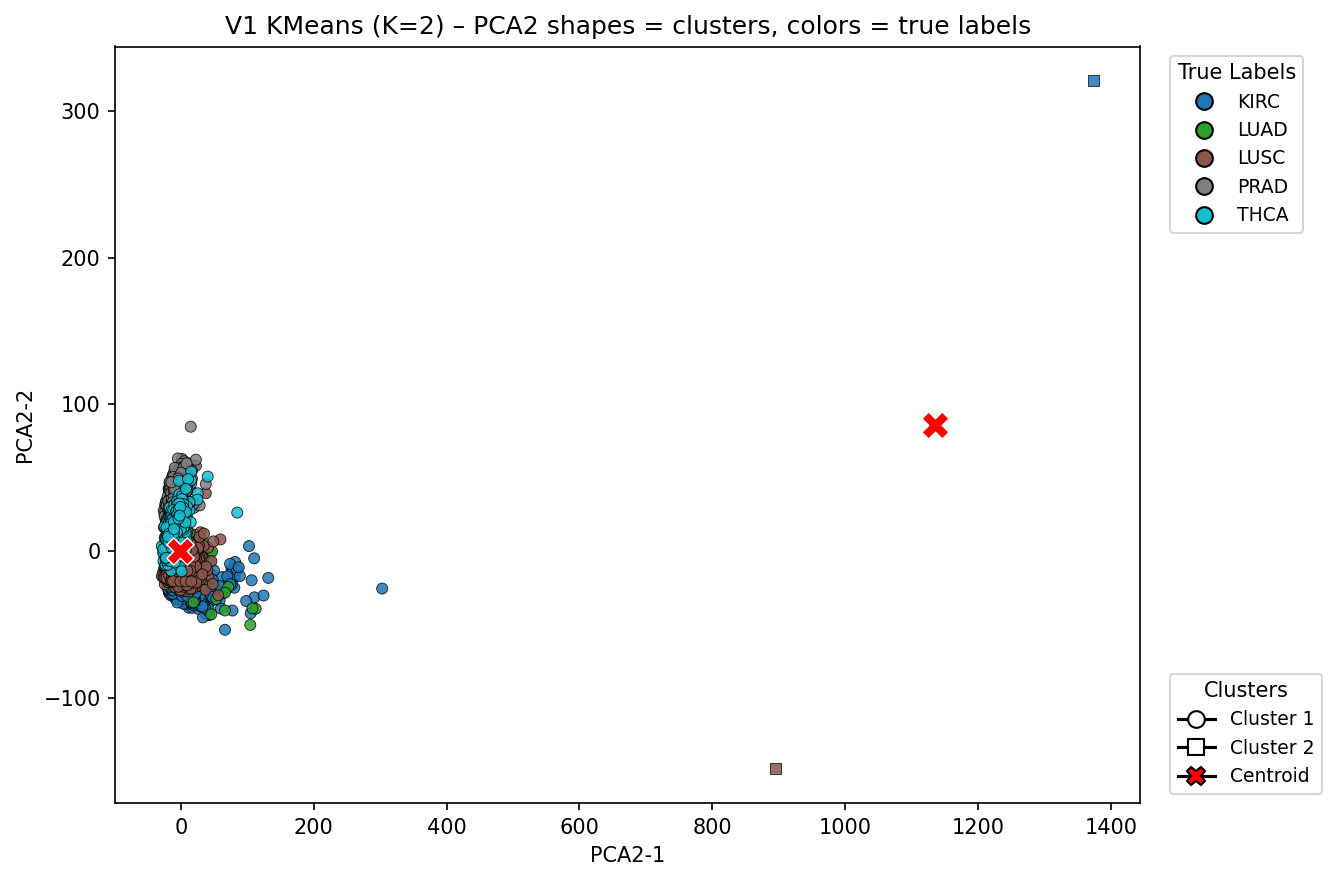 V1 KMeans (K=2) – PCA2 shapes = clusters, colors = true labels
True Labels
KIRC
LUAD
LUSC
PRAD
THCA
PCA2-2
300
200
100
0
−100
0
200
400
600
800
1000
1200
1400
PCA2-1
Clusters
Cluster 1
Cluster 2
Centroid